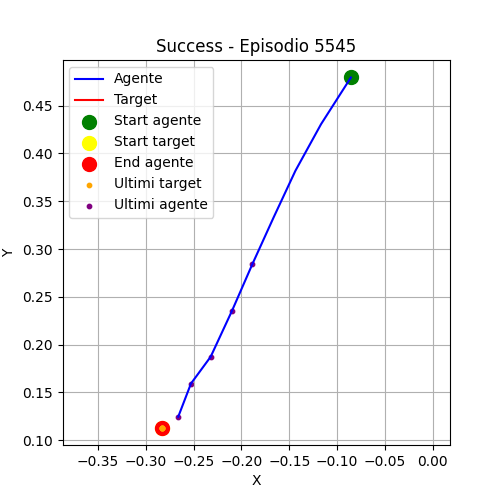 Success - Episodio 5545
Agente
Target
Start agente
Start target
End agente
Ultimi target
Ultimi agente
Y
0.45
0.40
0.35
0.30
0.25
0.20
0.15
0.10
−0.35 −0.30 −0.25 −0.20 −0.15 −0.10 −0.05 0.00
X